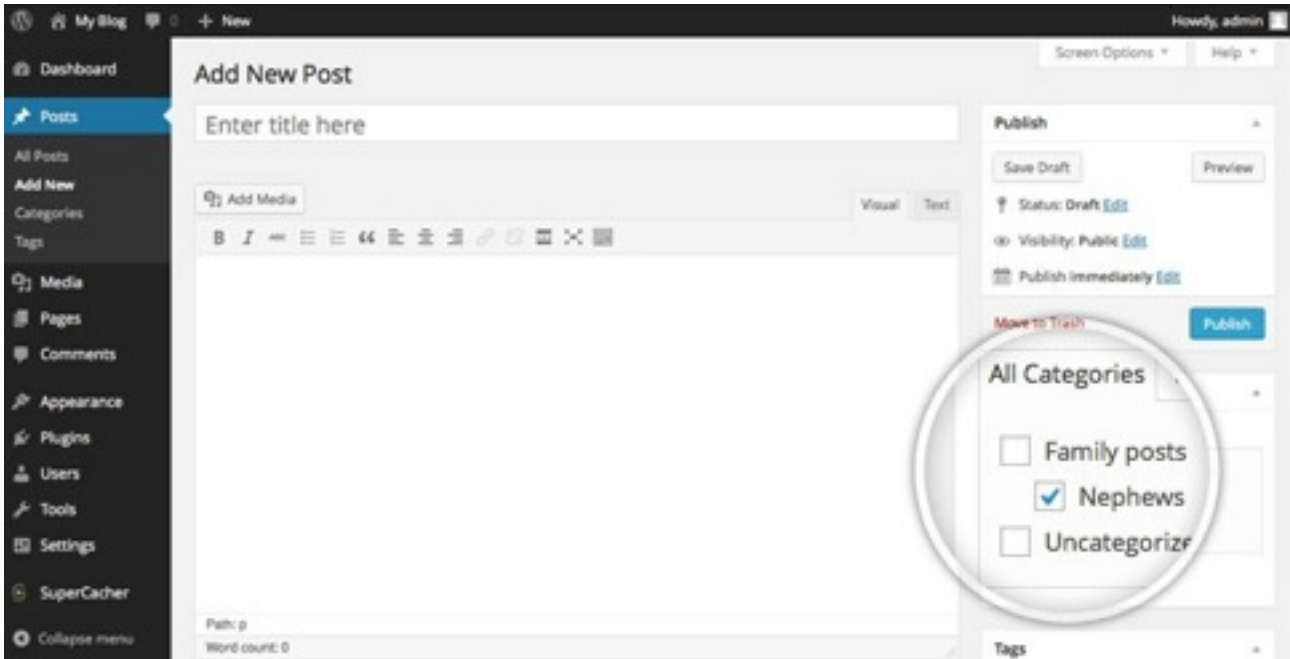 My Blog 0 + New Howdy, admin
Screen Options Help
Dashboard
Posts
All Posts
Add New
Categories
Tags
Media
Pages
Comments
Appearance
Plugins
Users
Tools
Settings
SuperCacher
Collapse menu
Add New Post
Enter title here
Add Media
Visual Text
B I
Path: p
Word count: 0
Publish
Save Draft Preview
Status: Draft Edit
Visibility: Public Edit
Publish immediately Edit
Move to Trash Publish
All Categories
Family posts
Nephews
Uncategorize
Tags